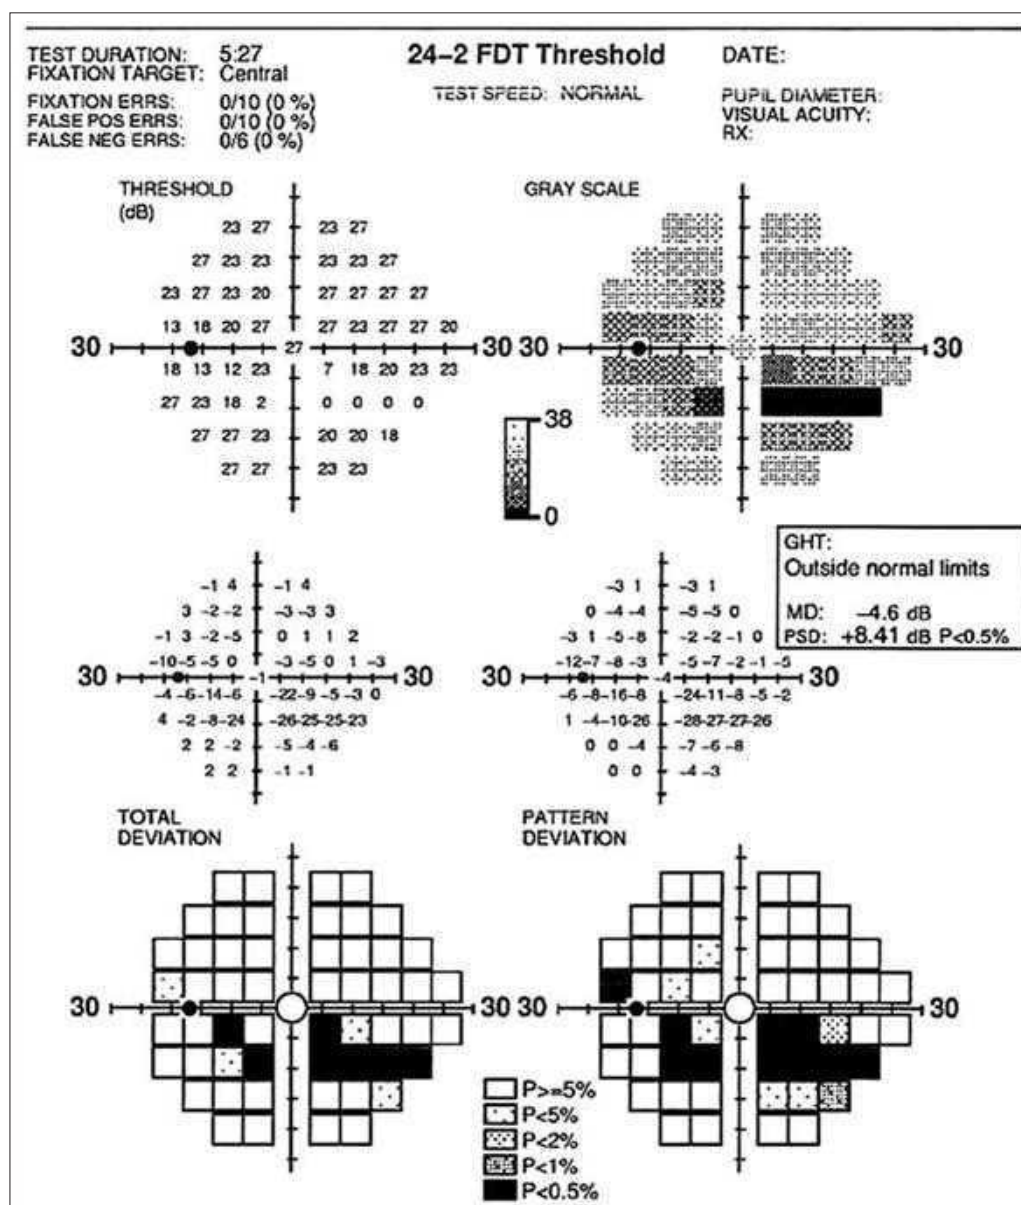 24-2 FDT Threshold
TEST SPEED: NORMAL
TEST DURATION: 5:27
FIXATION TARGET: Central
FIXATION ERRS: 0/10 (0 %)
FALSE POS ERRS: 0/10 (0 %)
FALSE NEG ERRS: 0/6 (0 %)
DATE:
PUPIL DIAMETER:
VISUAL ACUITY:
RX:
THRESHOLD
(dB)
23 27 23 27
27 23 23 23 23 27
23 27 23 20 27 27 27 27
13 18 20 27 27 23 27 27 20
30 27 30
18 13 12 23 7 18 20 23 23
27 23 18 2 0 0 0 0
27 27 23 20 20 18
27 27 23 23
GRAY SCALE
30 30
38
0
GHT:
Outside normal limits
MD: -4.6 dB
PSD: +8.41 dB P<0.5%
-1 4 -1 4
3 -2 -2 -3 -3 3
-1 3 -2 -5 0 1 1 2
-10 -5 -5 0 -3 -5 0 1 -3
30 -1 30
-4 -6 -14 -6 -22 -9 -5 -3 0
4 -2 -8 -24 -26 -25 -25 -23
2 2 -2 -5 -4 -6
2 2 -1 -1
TOTAL
DEVIATION
30 30
-3 1 -3 1
0 -4 -4 -5 -5 0
-3 1 -5 -8 -2 -2 -1 0
-12 -7 -8 -3 -5 -7 -2 -1 -5
30 -4 30
-6 -8 -16 -8 -24 -11 -8 -5 -2
1 -4 -10 -26 -28 -27 -27 -26
0 0 -4 -7 -6 -8
0 0 -4 -3
PATTERN
DEVIATION
30 30
P>=5%
P<5%
P<2%
P<1%
P<0.5%